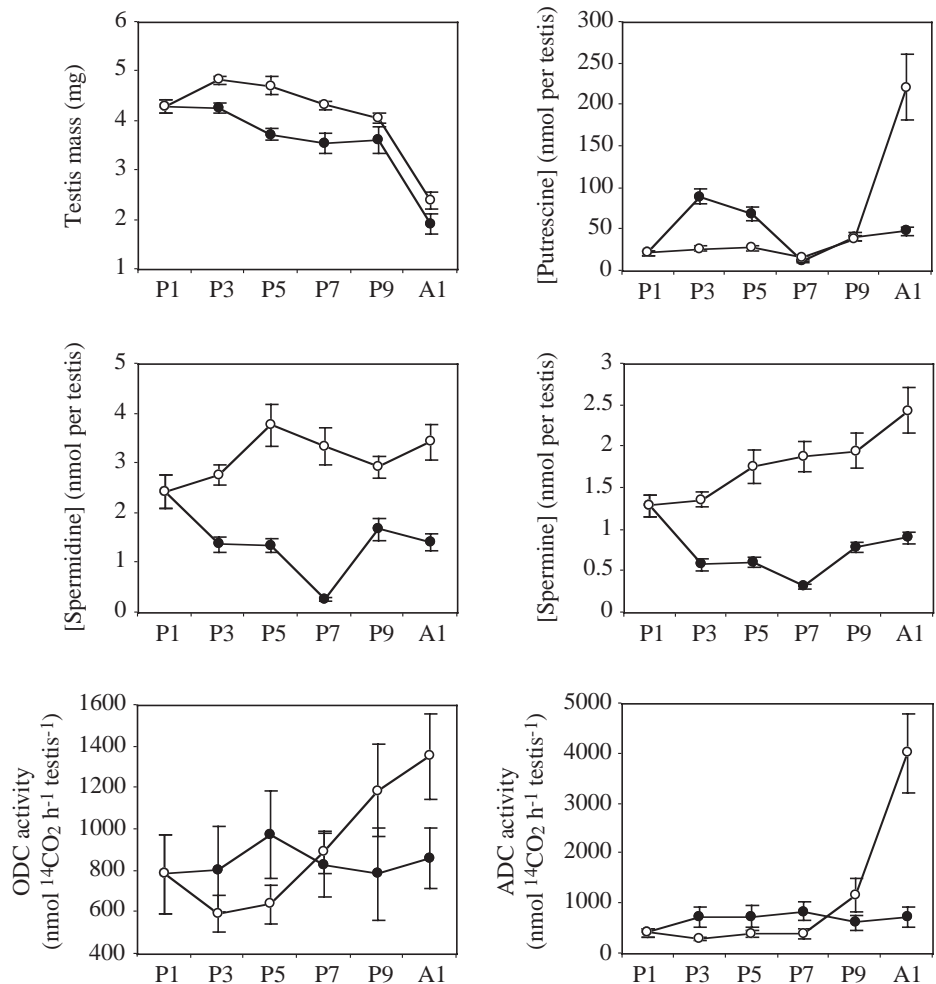 Testis mass (mg)
6
5
4
3
2
1
P1 P3 P5 P7 P9 A1
[Putrescine] (nmol per testis)
300
250
200
150
100
50
0
P1 P3 P5 P7 P9 A1
[Spermidine] (nmol per testis)
5
4
3
2
1
0
P1 P3 P5 P7 P9 A1
[Spermine] (nmol per testis)
3
2.5
2
1.5
1
0.5
0
P1 P3 P5 P7 P9 A1
ODC activity
(nmol ¹⁴CO₂ h⁻¹ testis⁻¹)
1600
1400
1200
1000
800
600
400
P1 P3 P5 P7 P9 A1
ADC activity
(nmol ¹⁴CO₂ h⁻¹ testis⁻¹)
5000
4000
3000
2000
1000
0
P1 P3 P5 P7 P9 A1